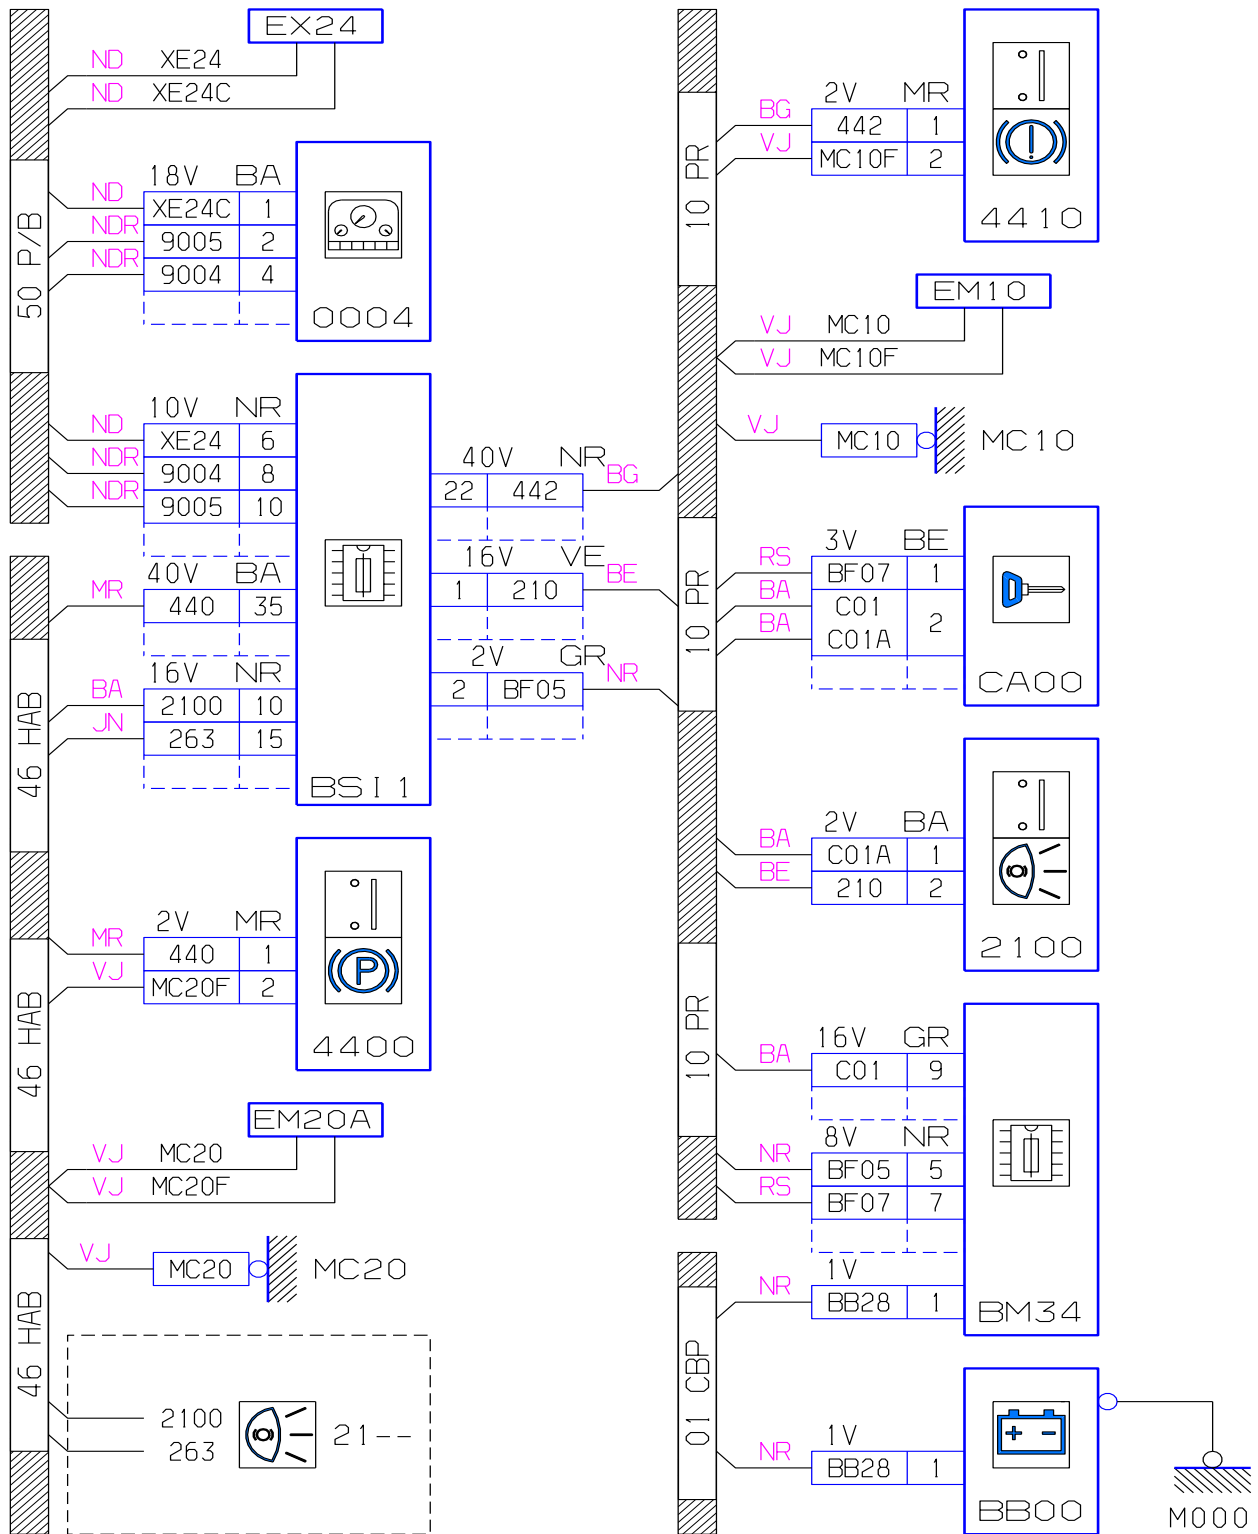 EX24
ND XE24
ND XE24C
50 P/B
18V BA
ND XE24C 1
NDR 9005 2
NDR 9004 4
0004
10V NR
ND XE24 6
NDR 9004 8
NDR 9005 10
40V BA
MR 440 35
16V NR
BA 2100 10
JN 263 15
40V NR
22 442 BG
16V VE
1 210 BE
2V GR
2 BF05 NR
BSI1
46 HAB
2V MR
MR 440 1
VJ MC20F 2
4400
46 HAB
EM20A
VJ MC20
VJ MC20F
VJ MC20 MC20
46 HAB
2100
263
21--
10 PR
2V MR
BG 442 1
VJ MC10F 2
4410
EM10
VJ MC10
VJ MC10F
VJ MC10 MC10
10 PR
3V BE
RS BF07 1
BA C01 2
BA C01A
CA00
2V BA
BA C01A 1
BE 210 2
2100
10 PR
16V GR
BA C01 9
8V NR
NR BF05 5
RS BF07 7
1V
NR BB28 1
BM34
01 CBP
1V
NR BB28 1
+ -
BB00
M000